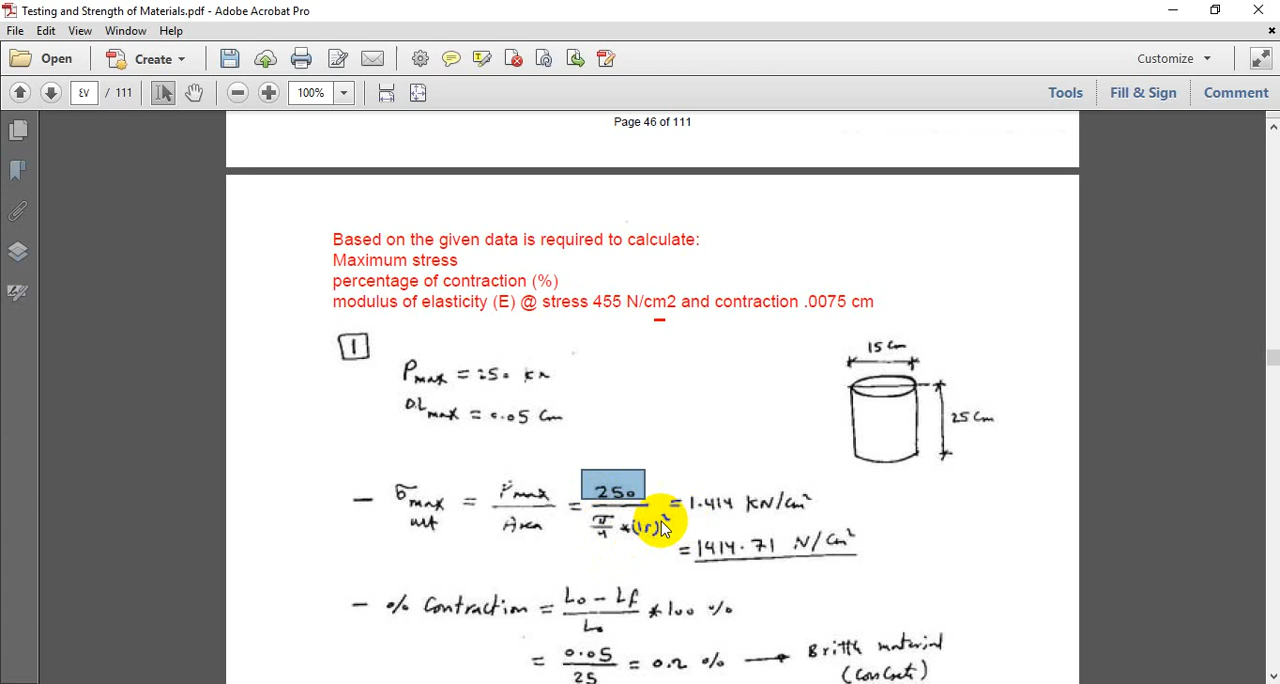 Testing and Strength of Materials.pdf - Adobe Acrobat Pro
File Edit View Window Help
Open Create Customize
٤٧ / 111 100% Tools Fill & Sign Comment
Page 46 of 111
Based on the given data is required to calculate:
Maximum stress
percentage of contraction (%)
modulus of elasticity (E) @ stress 455 N/cm2 and contraction .0075 cm
1
15 cm
Pmax = 250 kN
ΔLmax = 0.05 cm
25 cm
- σmax ult = Pmax / Area = 250 / (π/4 * (15)²) = 1.414 KN/cm²
= 1414.71 N/cm²
- % Contraction = (Lo - Lf) / Lo * 100 %
= 0.05 / 25 = 0.2 % → Brittle material
(Concrete)